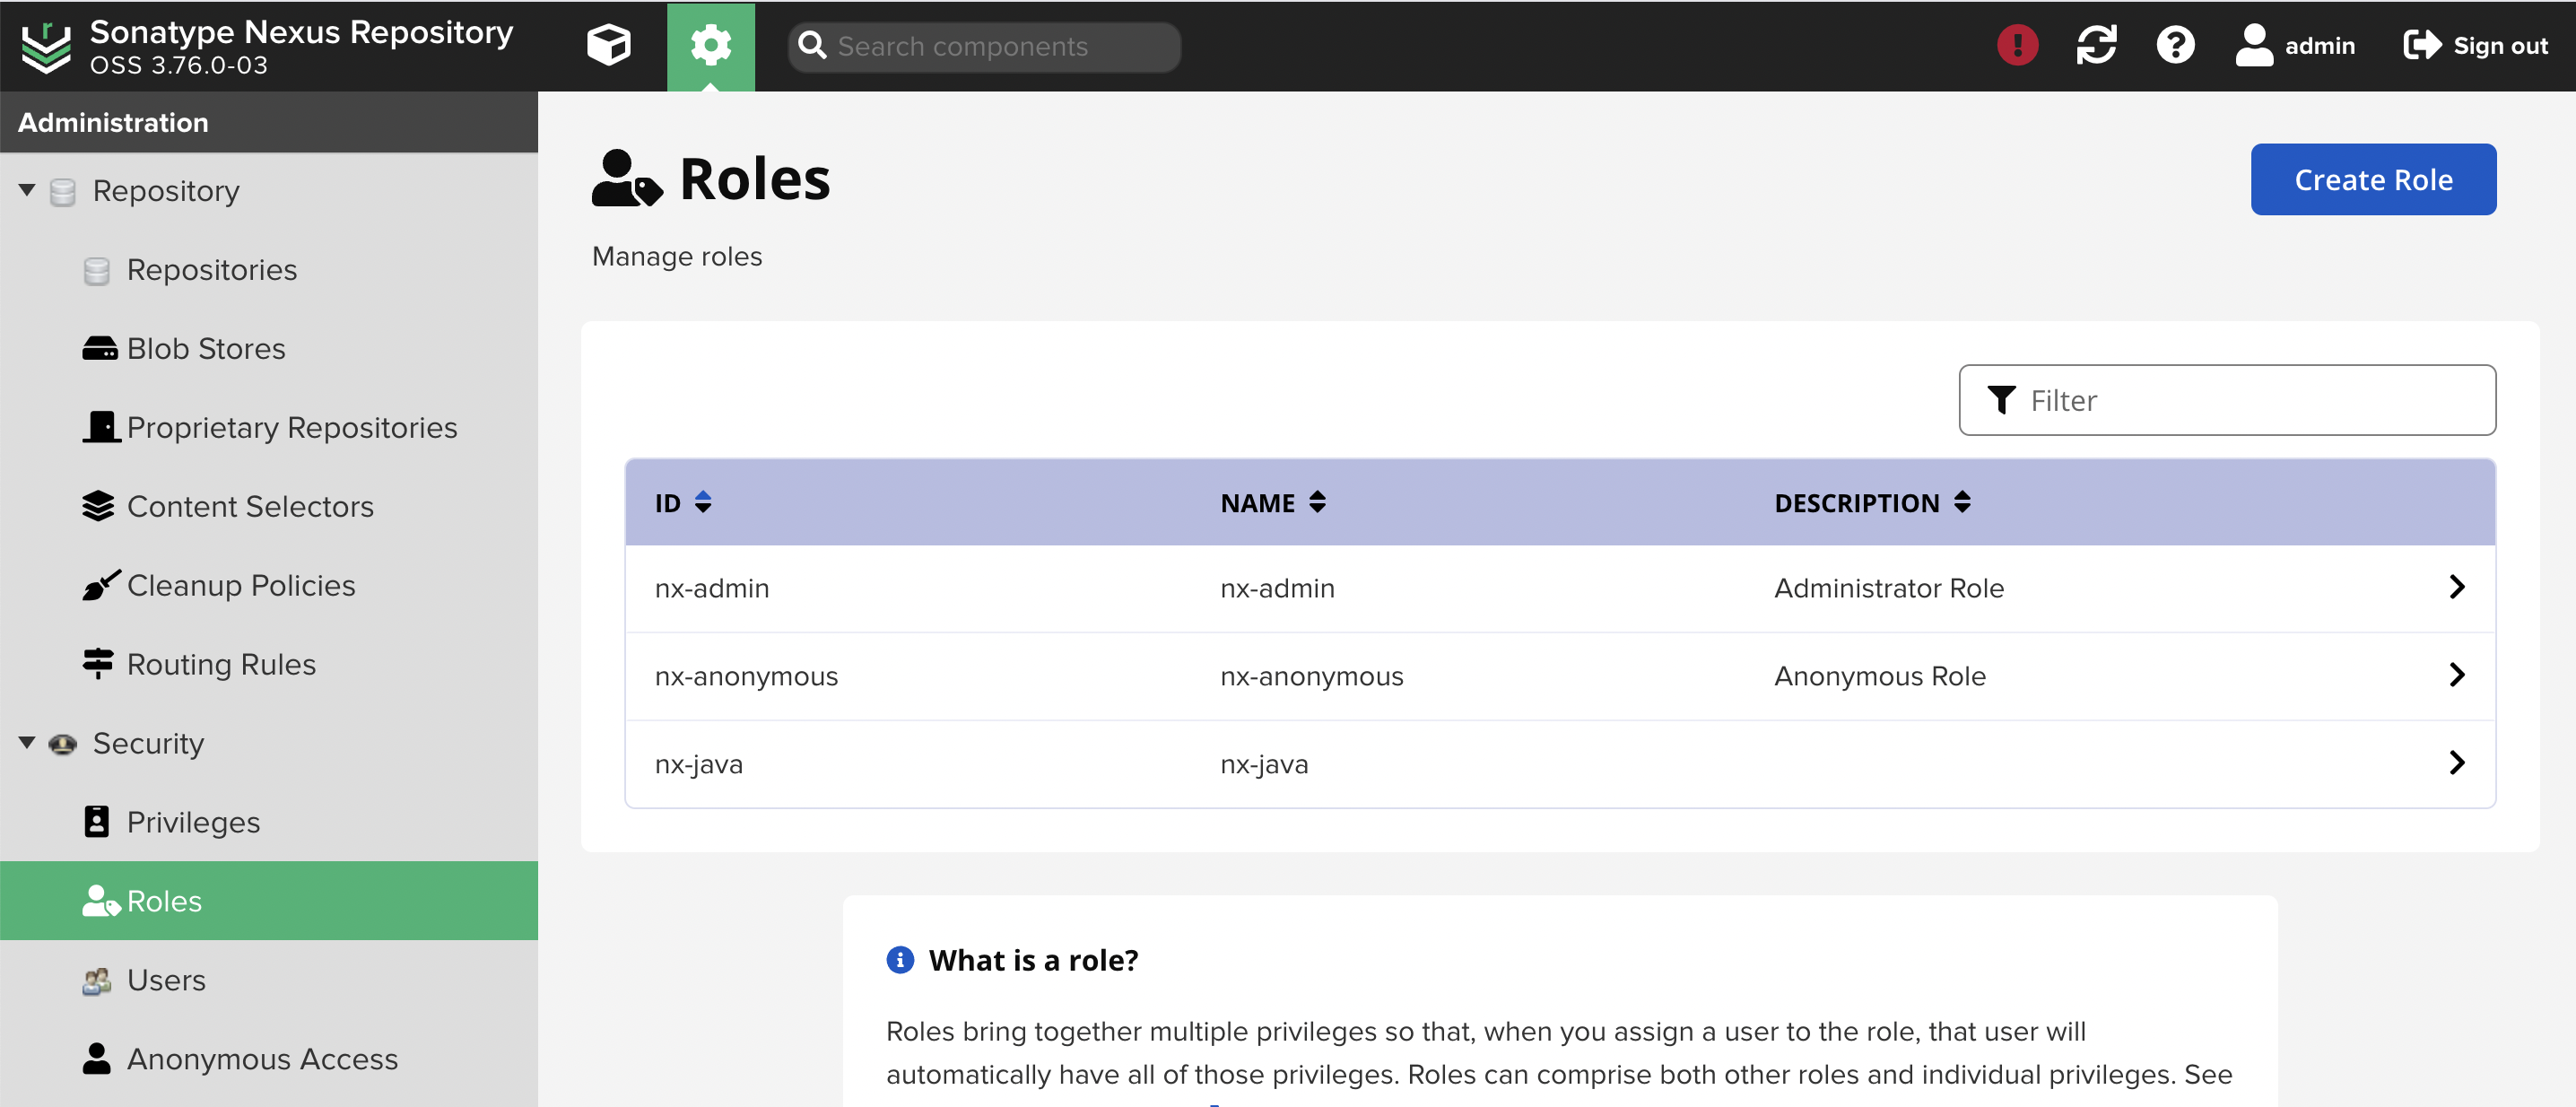 Sonatype Nexus Repository
OSS 3.76.0-03
Search components
admin
Sign out
Administration
Repository
Repositories
Blob Stores
Proprietary Repositories
Content Selectors
Cleanup Policies
Routing Rules
Security
Privileges
Roles
Users
Anonymous Access
Roles
Create Role
Manage roles
Filter
ID NAME DESCRIPTION
nx-admin nx-admin Administrator Role
nx-anonymous nx-anonymous Anonymous Role
nx-java nx-java
What is a role?
Roles bring together multiple privileges so that, when you assign a user to the role, that user will
automatically have all of those privileges. Roles can comprise both other roles and individual privileges. See